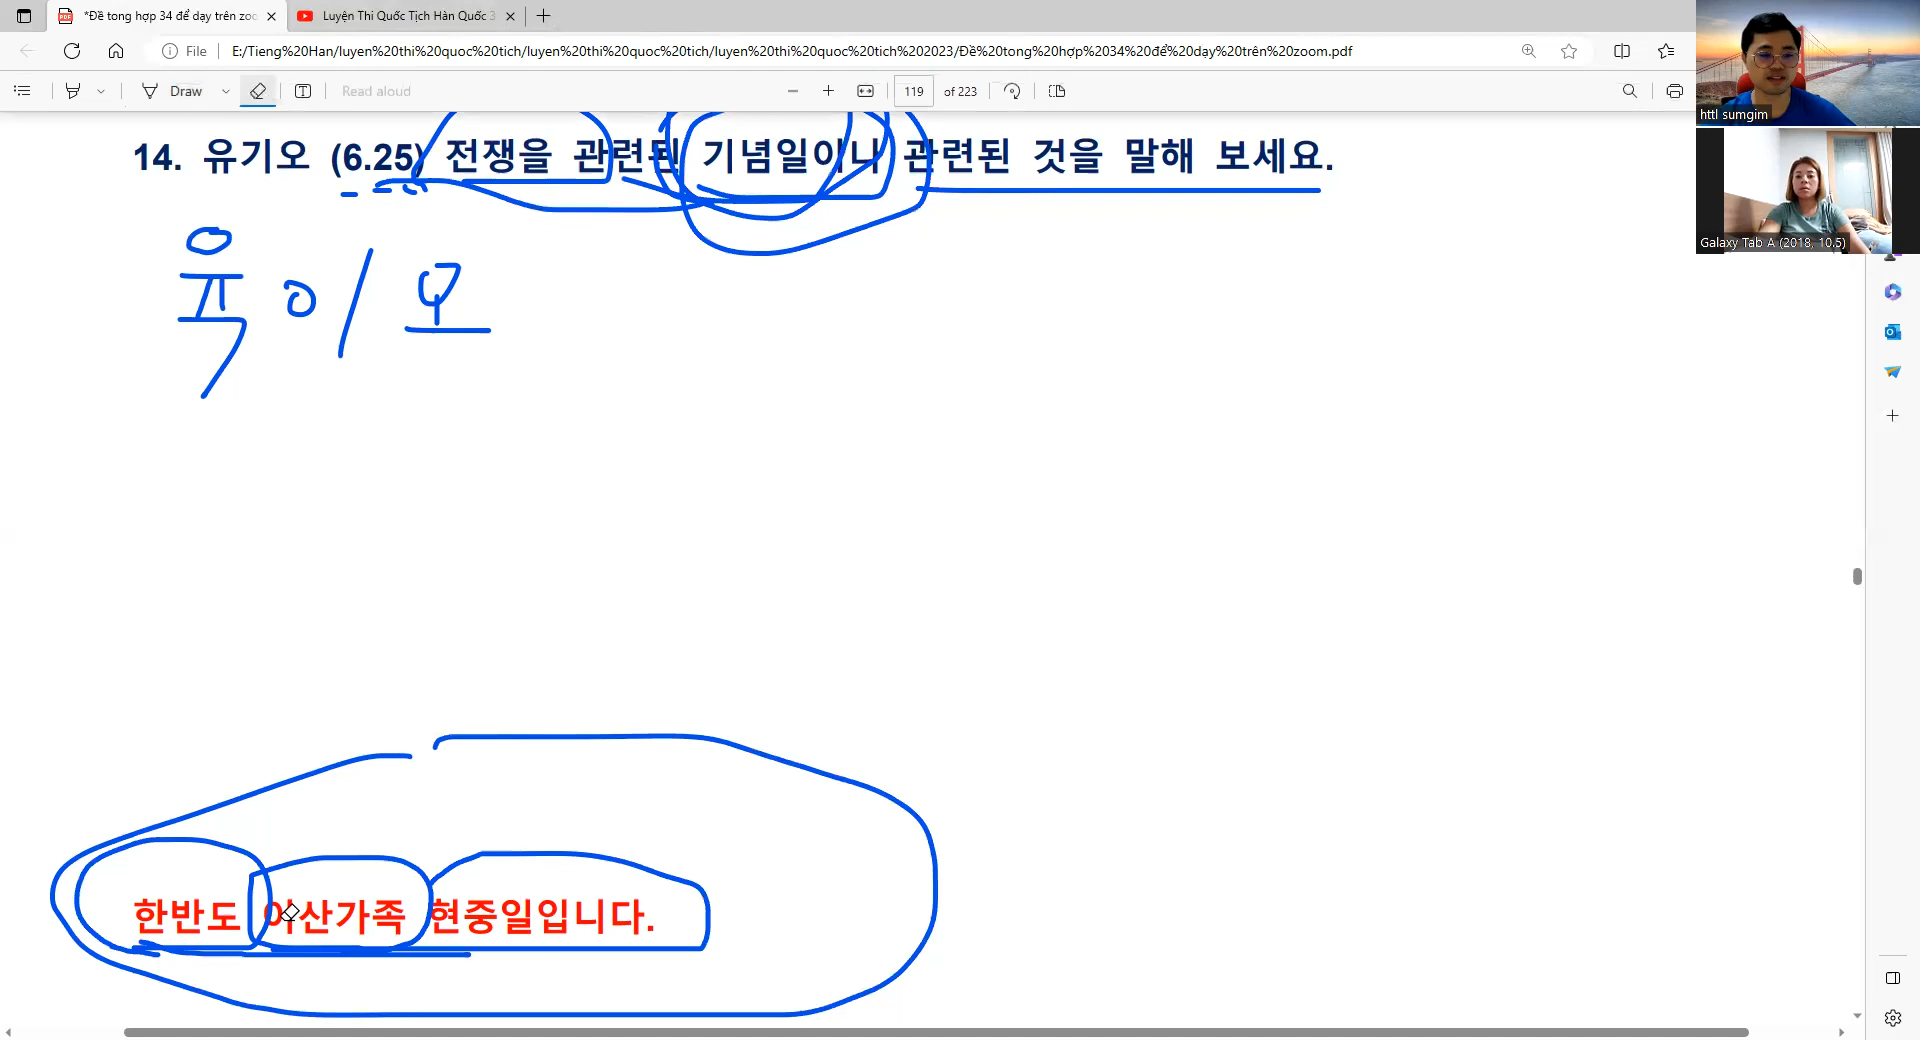 *Đề tong hợp 34 để dạy trên zoo
Luyện Thi Quốc Tịch Hàn Quốc 3
File
E:/Tieng%20Han/luyen%20thi%20quoc%20tich/luyen%20thi%20quoc%20tich/luyen%20thi%20quoc%20tich%202023/Đề%20tong%20hợp%2034%20để%20dạy%20trên%20zoom.pdf
Draw
Read aloud
119 of 223
httl sumgim
Galaxy Tab A (2018, 10.5)
14. 유기오 (6.25) 전쟁을 관련된 기념일이나 관련된 것을 말해 보세요.
육 이 / 오
한반도 이산가족 현중일입니다.